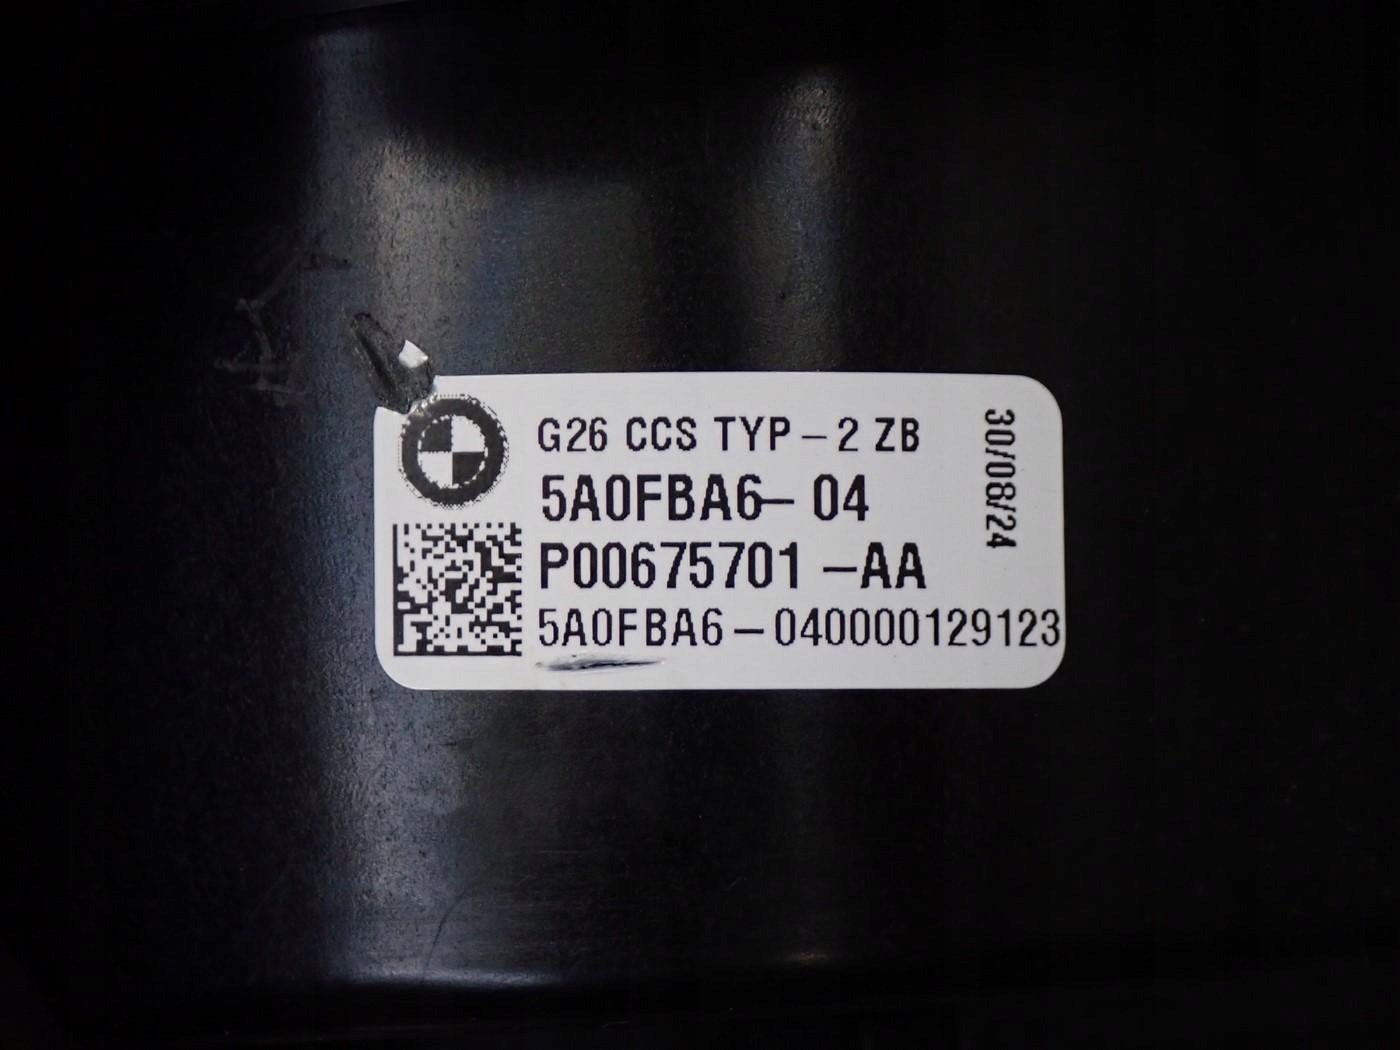 G26 CCS TYP-2 ZB
5A0FBA6-04
P00675701-AA
5A0FBA6-040000129123
30/08/24